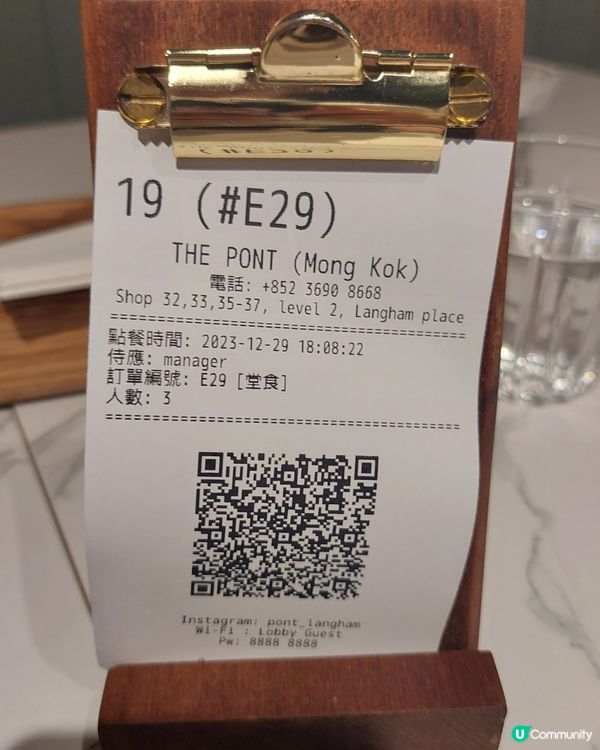 19 (#E29)
THE PONT (Mong Kok)
電話: +852 3690 8668
Shop 32,33,35-37, level 2, Langham place
點餐時間: 2023-12-29 18:08:22
侍應: manager
訂單編號: E29 [堂食]
人數: 3
Instagram: pont_langham
Wi-Fi : Lobby Guest
Pw: 8888 8888
U Community